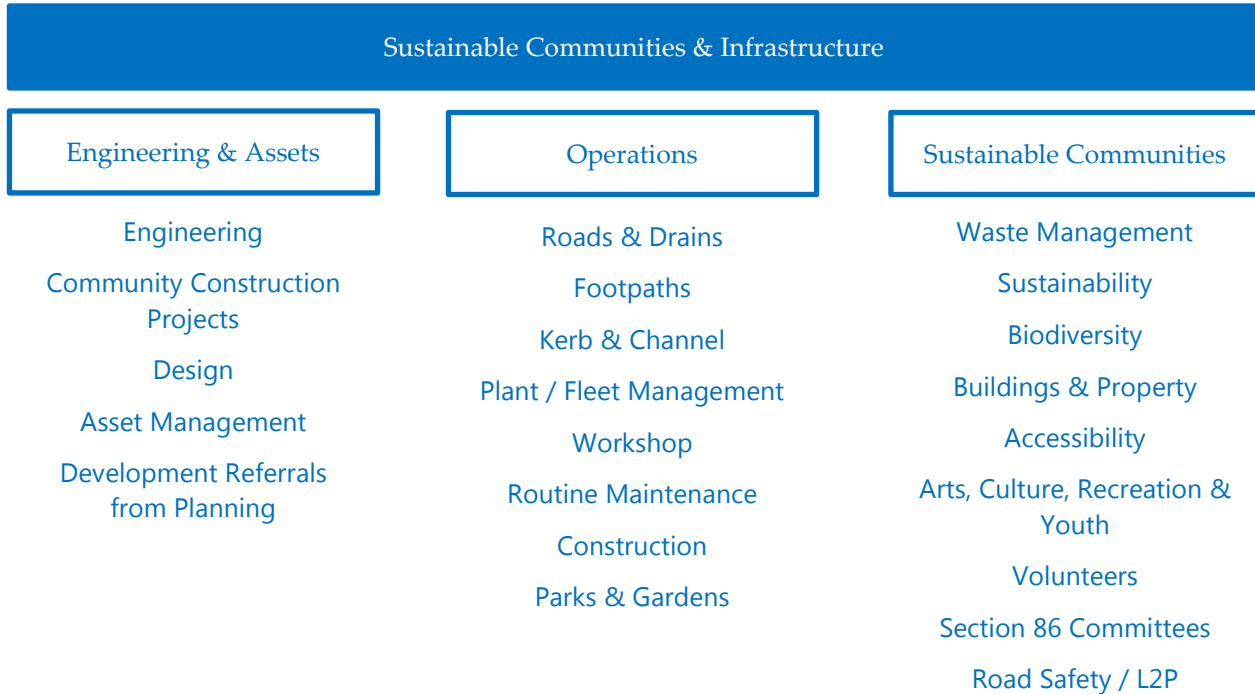 Sustainable Communities & Infrastructure
Engineering & Assets
Engineering
Community Construction
Projects
Design
Asset Management
Development Referrals
from Planning
Operations
Roads & Drains
Footpaths
Kerb & Channel
Plant / Fleet Management
Workshop
Routine Maintenance
Construction
Parks & Gardens
Sustainable Communities
Waste Management
Sustainability
Biodiversity
Buildings & Property
Accessibility
Arts, Culture, Recreation &
Youth
Volunteers
Section 86 Committees
Road Safety / L2P